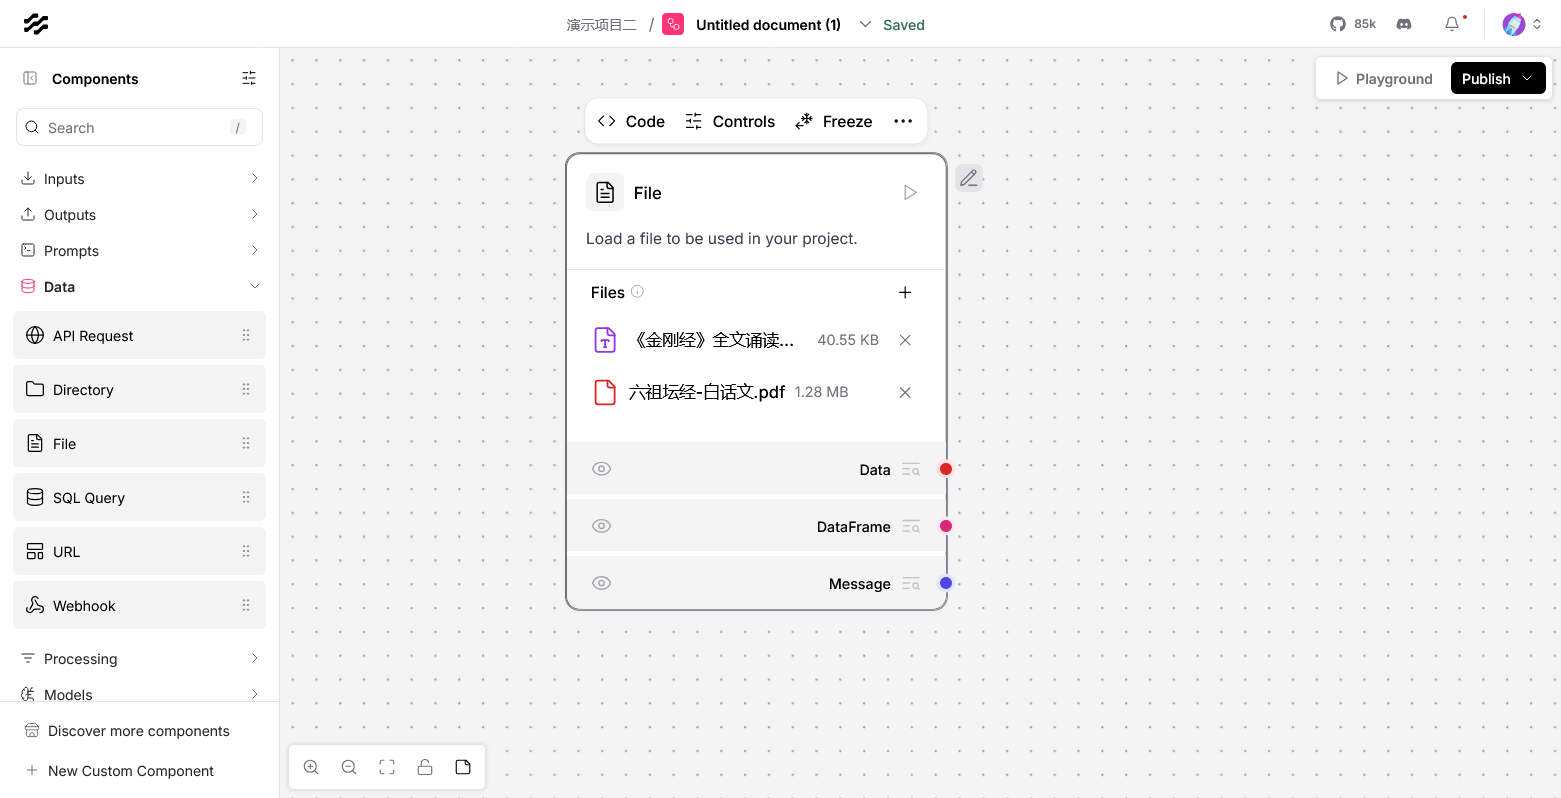 演示项目二 / Untitled document (1) Saved
85k
Components
Search /
Inputs
Outputs
Prompts
Data
API Request
Directory
File
SQL Query
URL
Webhook
Processing
Models
Discover more components
New Custom Component
Playground Publish
Code Controls Freeze
File
Load a file to be used in your project.
Files
《金刚经》全文诵读... 40.55 KB
六祖坛经-白话文.pdf 1.28 MB
Data
DataFrame
Message